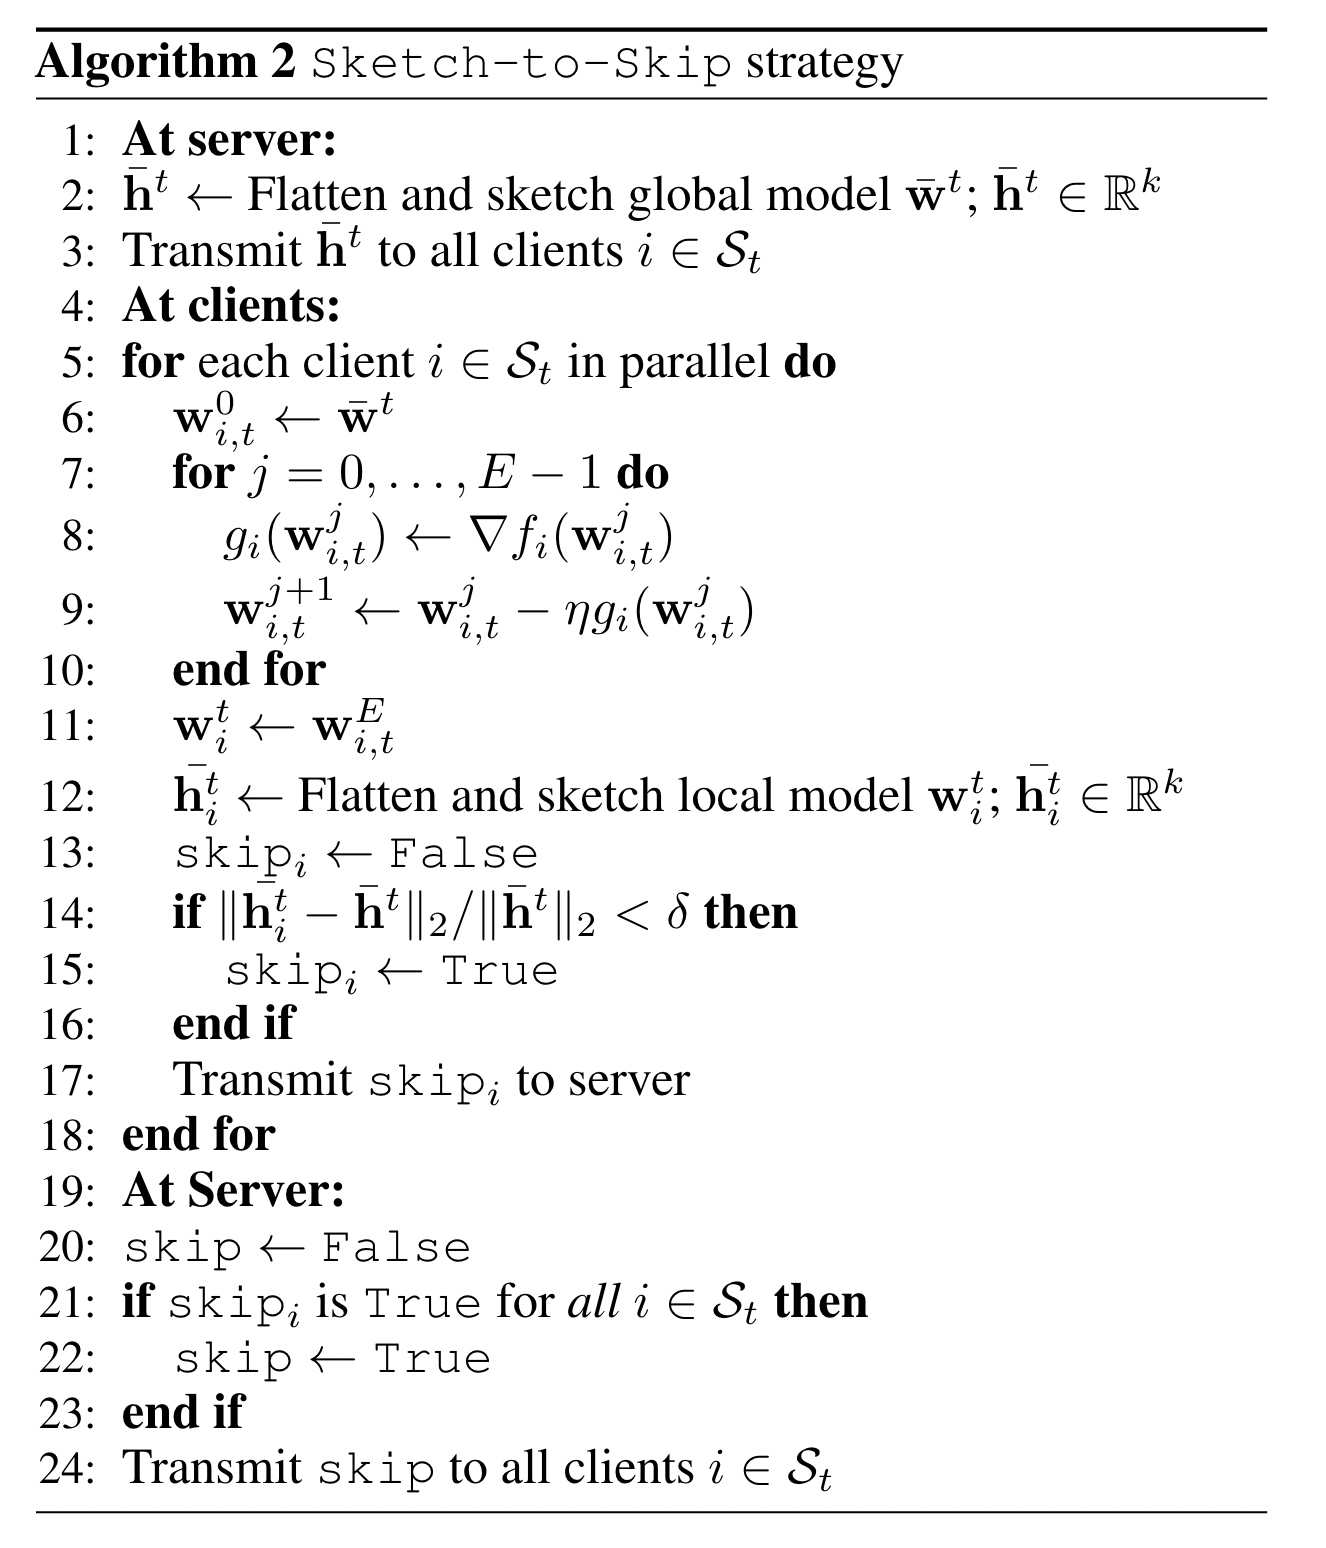 Algorithm 2 Sketch-to-Skip strategy
1: At server:
2: $\bar{\mathbf{h}}^t \leftarrow$ Flatten and sketch global model $\bar{\mathbf{w}}^t$; $\bar{\mathbf{h}}^t \in \mathbb{R}^k$
3: Transmit $\bar{\mathbf{h}}^t$ to all clients $i \in \mathcal{S}_t$
4: At clients:
5: for each client $i \in \mathcal{S}_t$ in parallel do
6: $\mathbf{w}_{i,t}^0 \leftarrow \bar{\mathbf{w}}^t$
7: for $j = 0, \ldots, E - 1$ do
8: $g_i(\mathbf{w}_{i,t}^j) \leftarrow \nabla f_i(\mathbf{w}_{i,t}^j)$
9: $\mathbf{w}_{i,t}^{j+1} \leftarrow \mathbf{w}_{i,t}^j - \eta g_i(\mathbf{w}_{i,t}^j)$
10: end for
11: $\mathbf{w}_i^t \leftarrow \mathbf{w}_{i,t}^E$
12: $\bar{\mathbf{h}_i^t} \leftarrow$ Flatten and sketch local model $\mathbf{w}_i^t$; $\bar{\mathbf{h}_i^t} \in \mathbb{R}^k$
13: skip$_i \leftarrow$ False
14: if $\|\bar{\mathbf{h}_i^t} - \bar{\mathbf{h}}^t\|_2 / \|\bar{\mathbf{h}}^t\|_2 < \delta$ then
15: skip$_i \leftarrow$ True
16: end if
17: Transmit skip$_i$ to server
18: end for
19: At Server:
20: skip $\leftarrow$ False
21: if skip$_i$ is True for all $i \in \mathcal{S}_t$ then
22: skip $\leftarrow$ True
23: end if
24: Transmit skip to all clients $i \in \mathcal{S}_t$